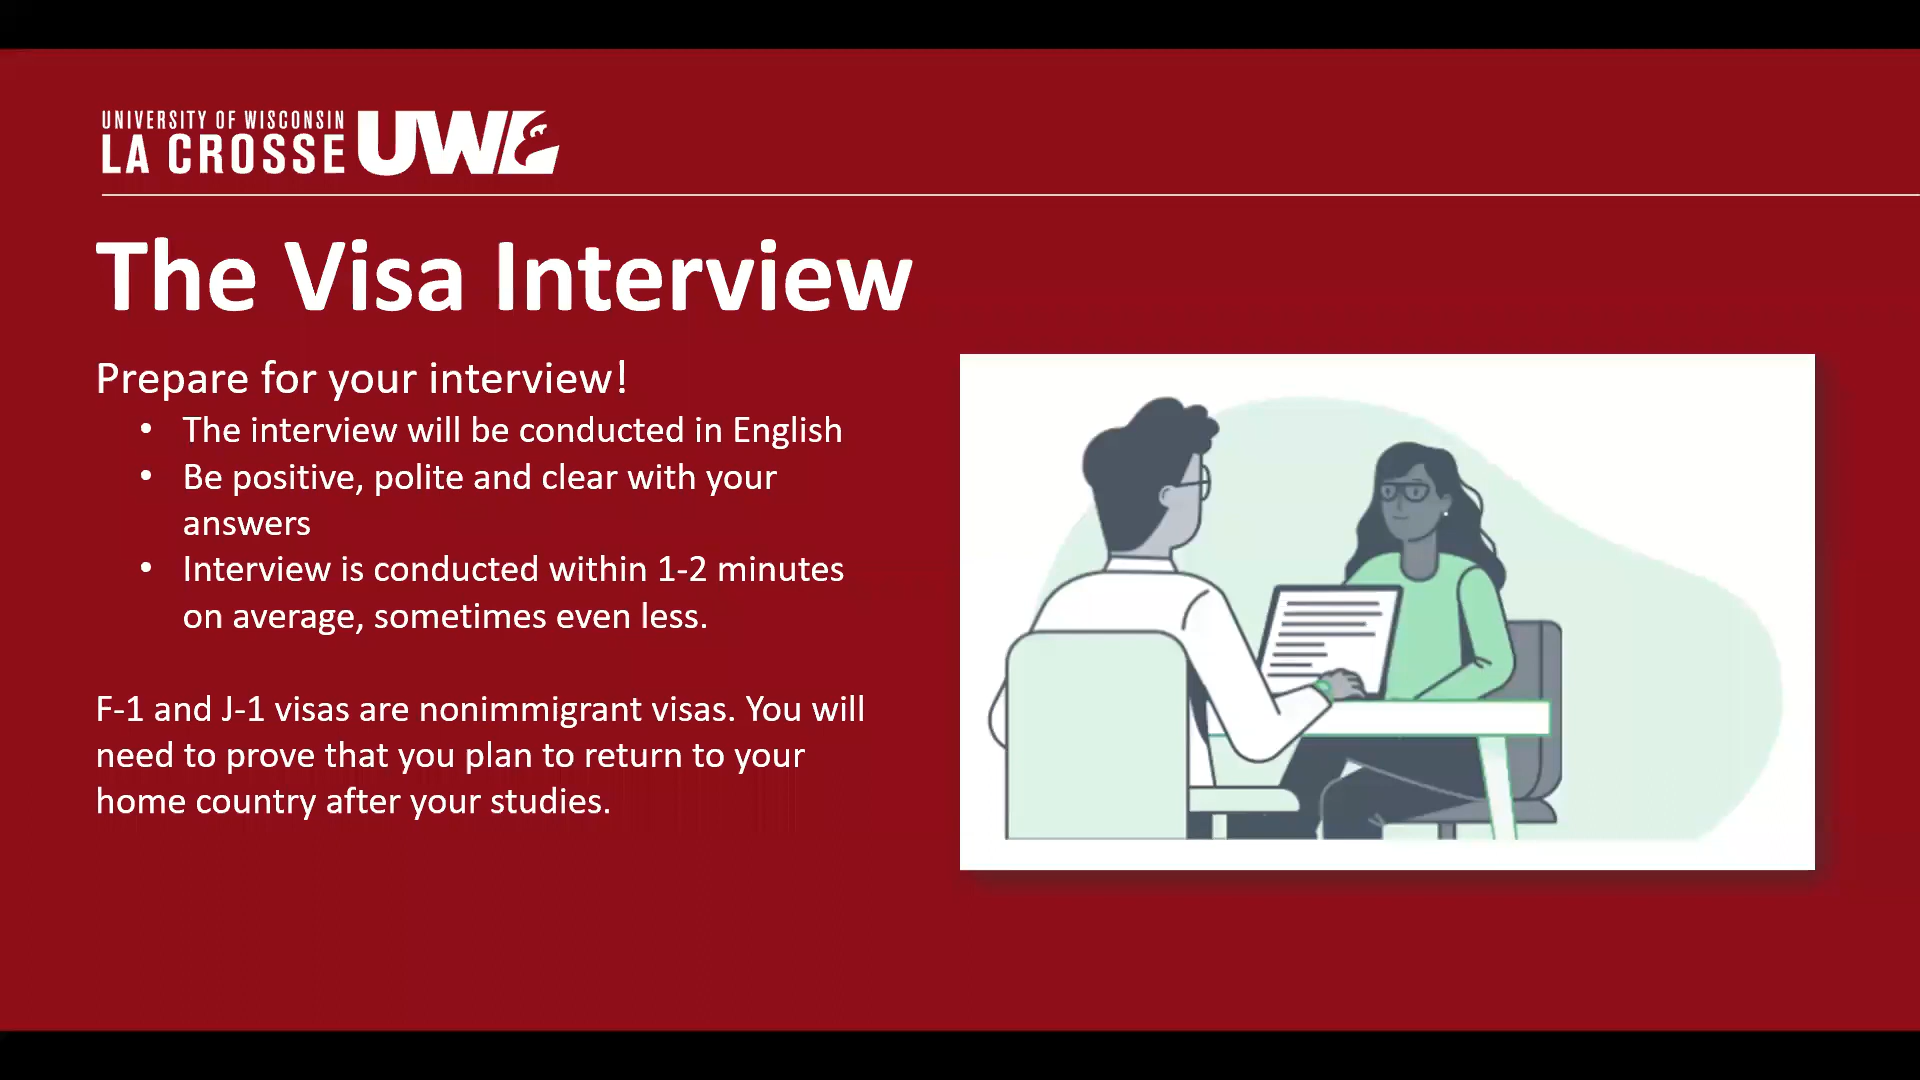 UNIVERSITY OF WISCONSIN
LA CROSSE
UWL
The Visa Interview
Prepare for your interview!
• The interview will be conducted in English
• Be positive, polite and clear with your
answers
• Interview is conducted within 1-2 minutes
on average, sometimes even less.
F-1 and J-1 visas are nonimmigrant visas. You will
need to prove that you plan to return to your
home country after your studies.